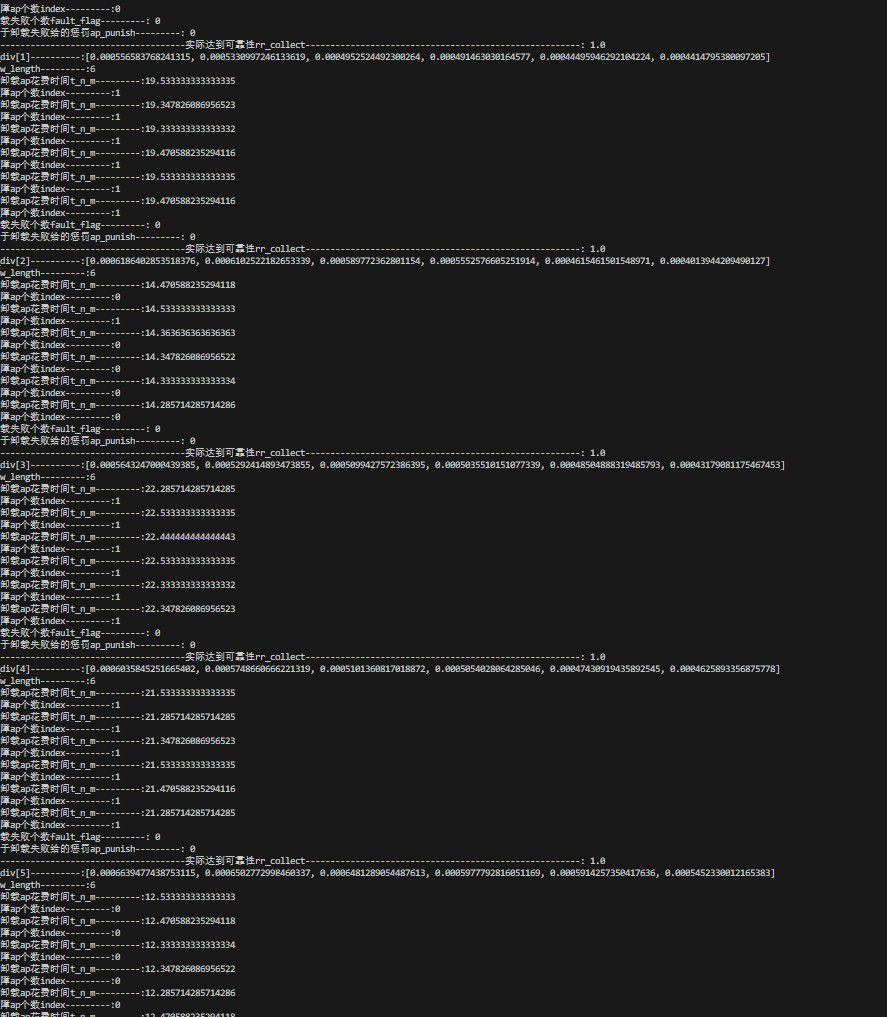 障ap个数index---------:0
载失败个数fault_flag---------: 0
于卸载失败给的惩罚ap_punish---------: 0
-------------------------------------实际达到可靠性rr_collect-------------------------------------------------------: 1.0
div[1]----------:[0.000556583768241315, 0.0005330997246133619, 0.0004952524492300264, 0.000491463030164577, 0.00044495946292104224, 0.00044147953800972​05]
w_length---------:6
卸载ap花费时间t_n_m---------:19.533333333333335
障ap个数index---------:1
卸载ap花费时间t_n_m---------:19.347826086956523
障ap个数index---------:1
卸载ap花费时间t_n_m---------:19.333333333333332
障ap个数index---------:1
卸载ap花费时间t_n_m---------:19.470588235294116
障ap个数index---------:1
卸载ap花费时间t_n_m---------:19.533333333333335
障ap个数index---------:1
卸载ap花费时间t_n_m---------:19.470588235294116
障ap个数index---------:1
载失败个数fault_flag---------: 0
于卸载失败给的惩罚ap_punish---------: 0
-------------------------------------实际达到可靠性rr_collect-------------------------------------------------------: 1.0
div[2]----------:[0.0006186402853518376, 0.0006102522182653339, 0.000589772362801154, 0.0005552576605251914, 0.0004615461501548971, 0.0004013944209490127]
w_length---------:6
卸载ap花费时间t_n_m---------:14.470588235294118
障ap个数index---------:0
卸载ap花费时间t_n_m---------:14.533333333333333
障ap个数index---------:1
卸载ap花费时间t_n_m---------:14.363636363636363
障ap个数index---------:0
卸载ap花费时间t_n_m---------:14.347826086956522
障ap个数index---------:0
卸载ap花费时间t_n_m---------:14.333333333333334
障ap个数index---------:0
卸载ap花费时间t_n_m---------:14.285714285714286
障ap个数index---------:0
载失败个数fault_flag---------: 0
于卸载失败给的惩罚ap_punish---------: 0
-------------------------------------实际达到可靠性rr_collect-------------------------------------------------------: 1.0
div[3]----------:[0.0005643247000439385, 0.0005292414893473855, 0.0005099427572386395, 0.0005035510151077339, 0.00048504888319485793, 0.00043179081175467453]
w_length---------:6
卸载ap花费时间t_n_m---------:22.285714285714285
障ap个数index---------:1
卸载ap花费时间t_n_m---------:22.533333333333335
障ap个数index---------:1
卸载ap花费时间t_n_m---------:22.444444444444443
障ap个数index---------:1
卸载ap花费时间t_n_m---------:22.533333333333335
障ap个数index---------:1
卸载ap花费时间t_n_m---------:22.333333333333332
障ap个数index---------:1
卸载ap花费时间t_n_m---------:22.347826086956523
障ap个数index---------:1
载失败个数fault_flag---------: 0
于卸载失败给的惩罚ap_punish---------: 0
-------------------------------------实际达到可靠性rr_collect-------------------------------------------------------: 1.0
div[4]----------:[0.0006035845251665402, 0.0005748660666221319, 0.0005101360817018872, 0.0005054028064285046, 0.00047430919435892545, 0.0004625893356875778]
w_length---------:6
卸载ap花费时间t_n_m---------:21.533333333333335
障ap个数index---------:1
卸载ap花费时间t_n_m---------:21.285714285714285
障ap个数index---------:1
卸载ap花费时间t_n_m---------:21.347826086956523
障ap个数index---------:1
卸载ap花费时间t_n_m---------:21.533333333333335
障ap个数index---------:1
卸载ap花费时间t_n_m---------:21.470588235294116
障ap个数index---------:1
卸载ap花费时间t_n_m---------:21.285714285714285
障ap个数index---------:1
载失败个数fault_flag---------: 0
于卸载失败给的惩罚ap_punish---------: 0
-------------------------------------实际达到可靠性rr_collect-------------------------------------------------------: 1.0
div[5]----------:[0.0006639477438753115, 0.0006502772998460337, 0.0006481289054487613, 0.0005977792816051169, 0.0005914257350417636, 0.0005452330012165383]
w_length---------:6
卸载ap花费时间t_n_m---------:12.533333333333333
障ap个数index---------:0
卸载ap花费时间t_n_m---------:12.470588235294118
障ap个数index---------:0
卸载ap花费时间t_n_m---------:12.333333333333334
障ap个数index---------:0
卸载ap花费时间t_n_m---------:12.347826086956522
障ap个数index---------:0
卸载ap花费时间t_n_m---------:12.285714285714286
障ap个数index---------:0
卸载ap花费时间t_n_m---------:12.470588235294118